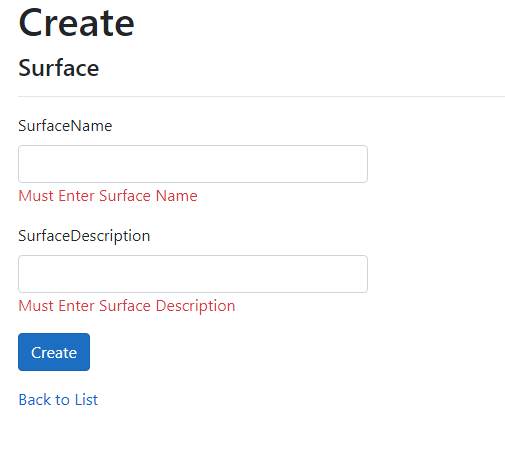 Create
Surface
SurfaceName
Must Enter Surface Name
SurfaceDescription
Must Enter Surface Description
Create
Back to List